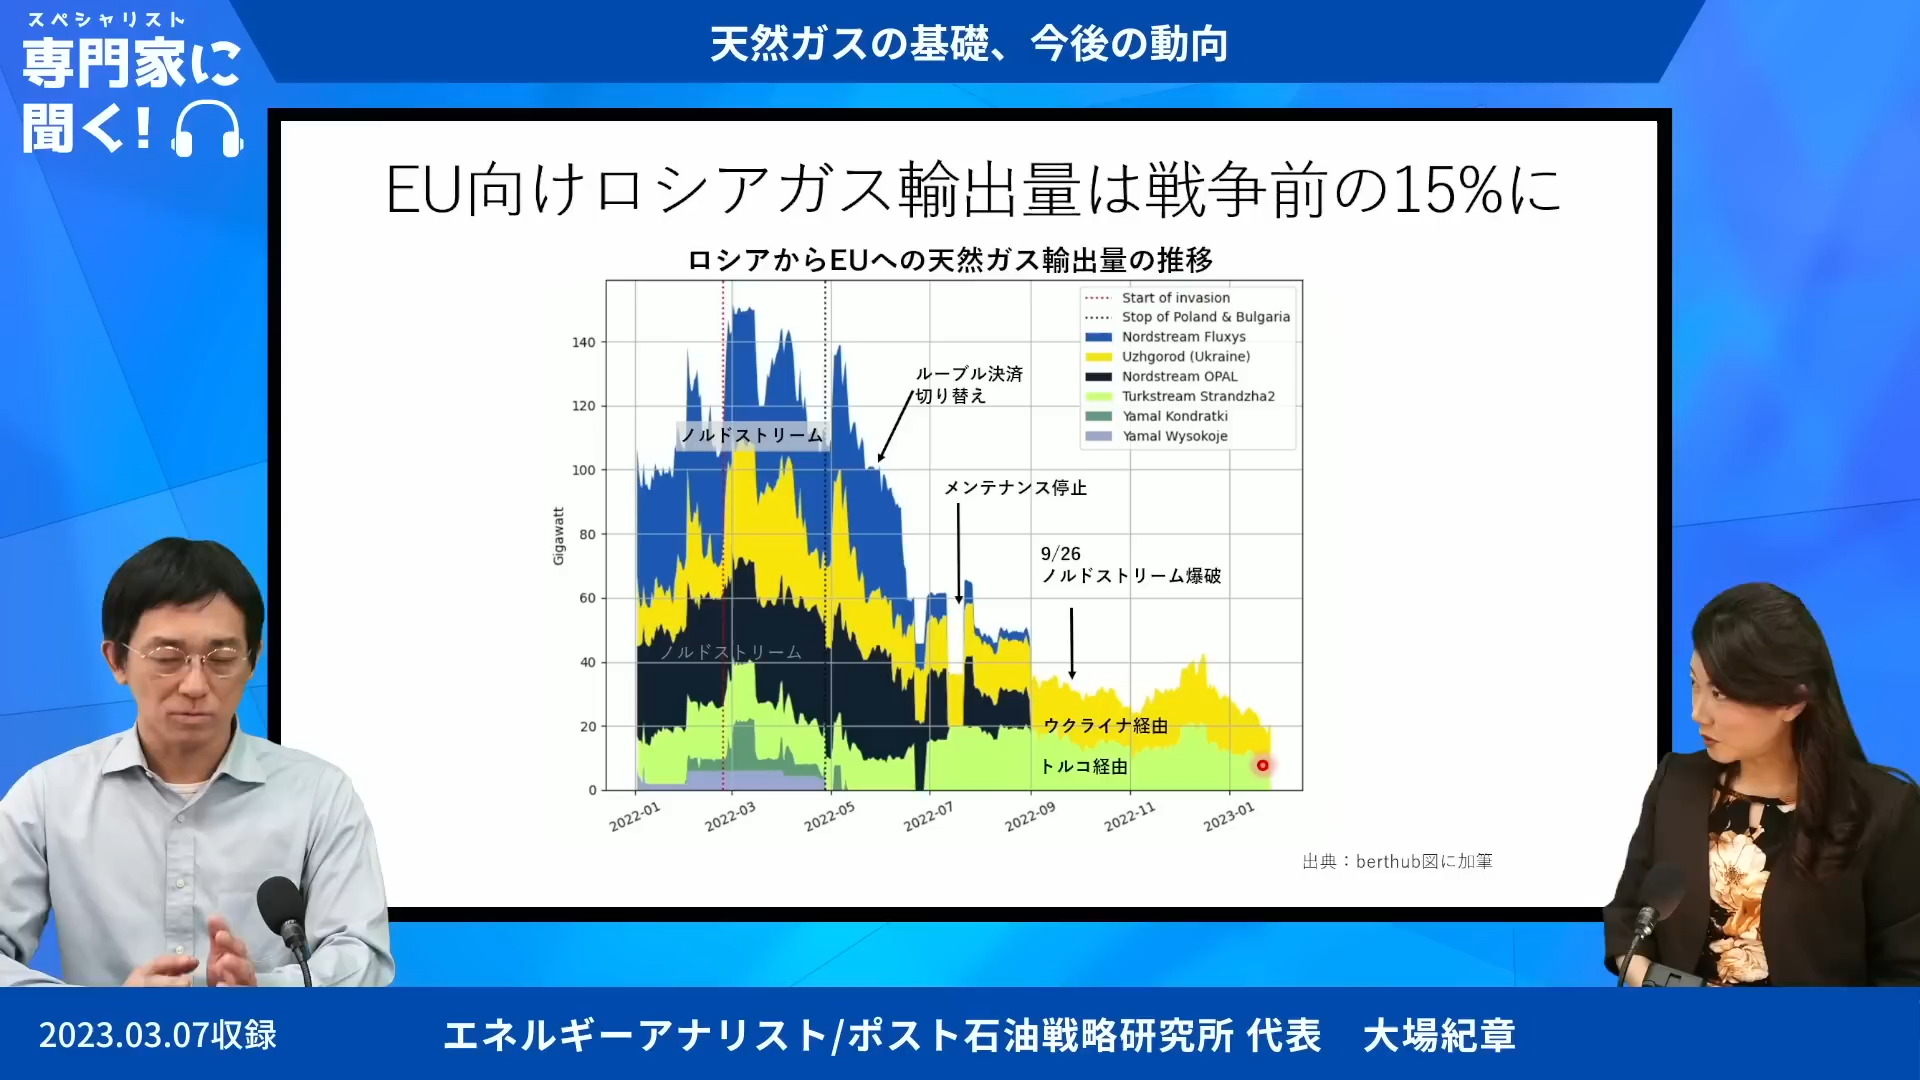 スペシャリスト
専門家に
聞く!
天然ガスの基礎、今後の動向
EU向けロシアガス輸出量は戦争前の15%に
ロシアからEUへの天然ガス輸出量の推移
Start of invasion
Stop of Poland & Bulgaria
Nordstream Fluxys
Uzhgorod (Ukraine)
Nordstream OPAL
Turkstream Strandzha2
Yamal Kondratki
Yamal Wysokoje
ルーブル決済
切り替え
ノルドストリーム
メンテナンス停止
9/26
ノルドストリーム爆破
ノルドストリーム
ウクライナ経由
トルコ経由
Gigawatt
140
120
100
80
60
40
20
0
2022-01
2022-03
2022-05
2022-07
2022-09
2022-11
2023-01
出典：berthub図に加筆
2023.03.07収録
エネルギーアナリスト/ポスト石油戦略研究所 代表　大場紀章